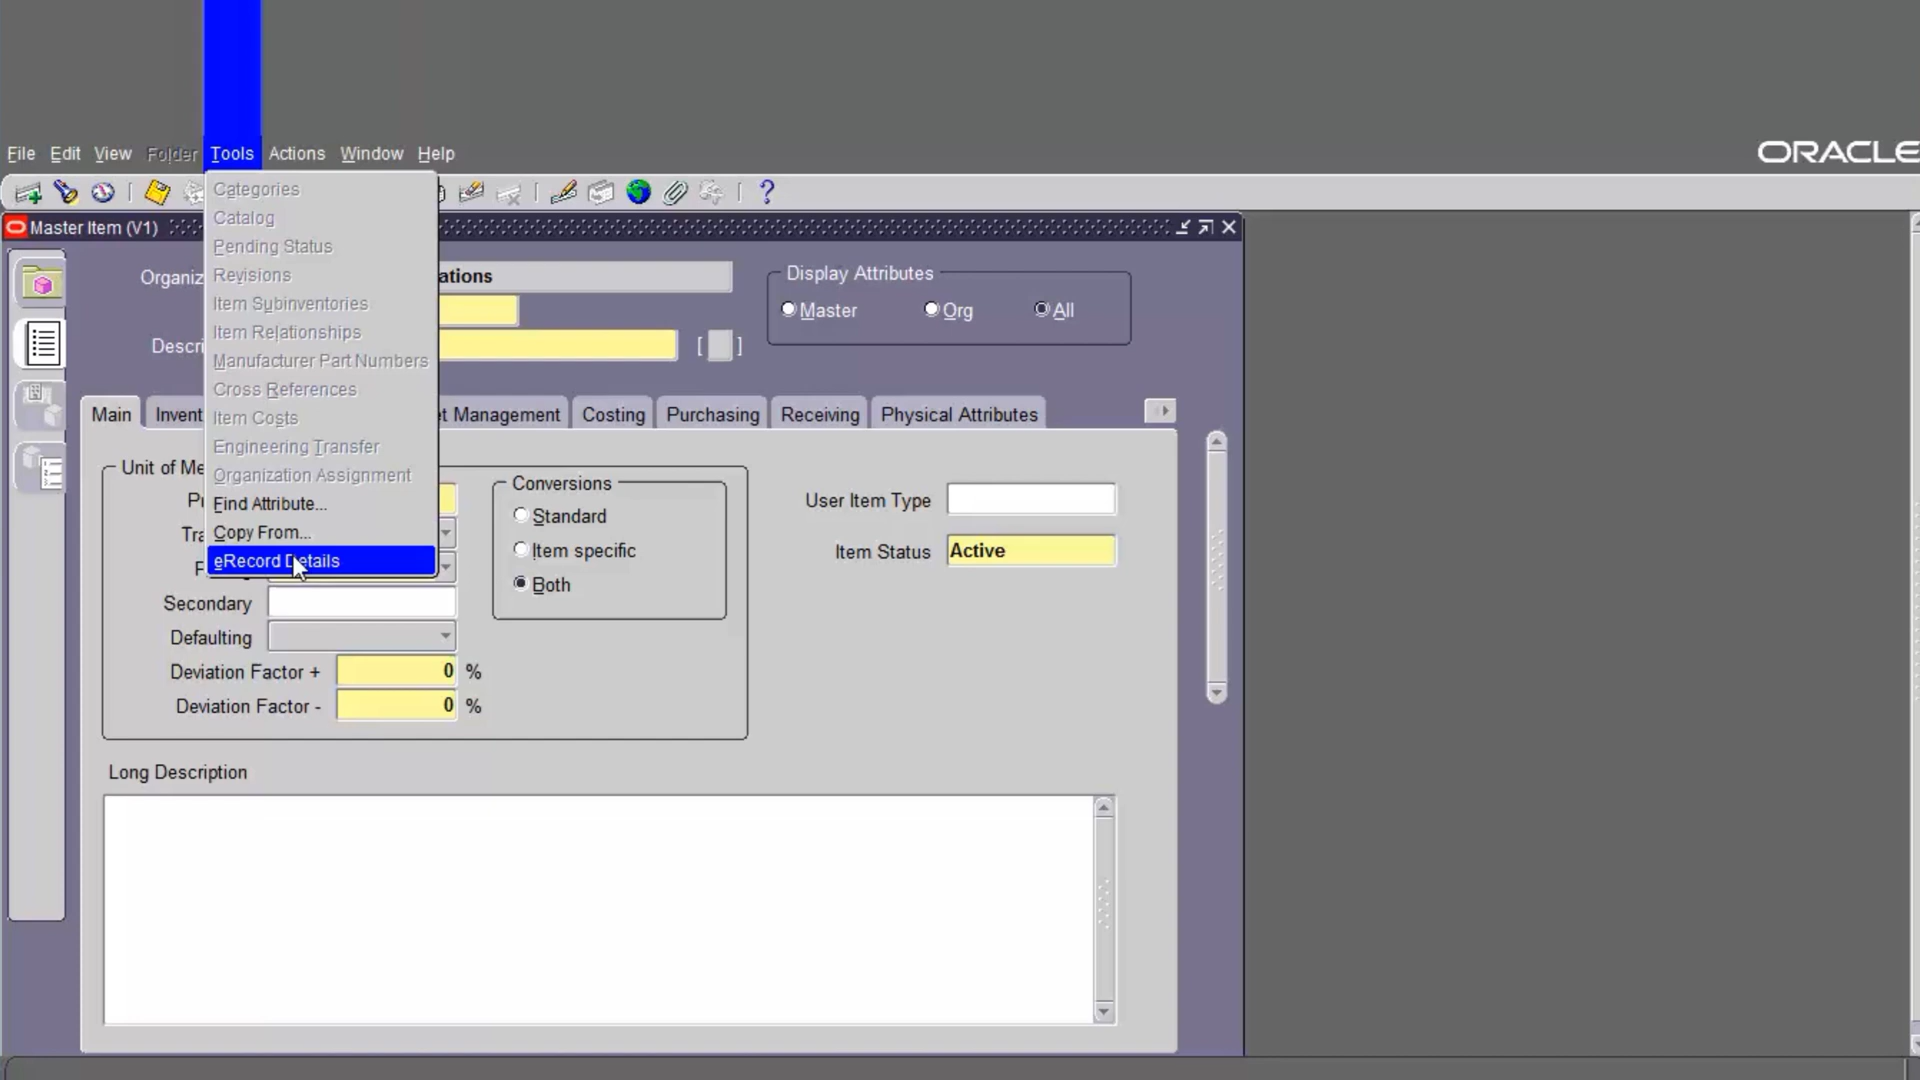 File Edit View Folder Tools Actions Window Help
ORACLE
Master Item (V1)
Categories
Catalog
Pending Status
Revisions
Item Subinventories
Item Relationships
Manufacturer Part Numbers
Cross References
Item Costs
Engineering Transfer
Organization Assignment
Find Attribute...
Copy From...
eRecord Details
Organiz
ations
Descri
[ ]
Display Attributes
Master Org All
Main Invent t Management Costing Purchasing Receiving Physical Attributes
Unit of Me
Pr
Tra
Secondary
Defaulting
Deviation Factor + 0 %
Deviation Factor - 0 %
Conversions
Standard
Item specific
Both
User Item Type
Item Status Active
Long Description